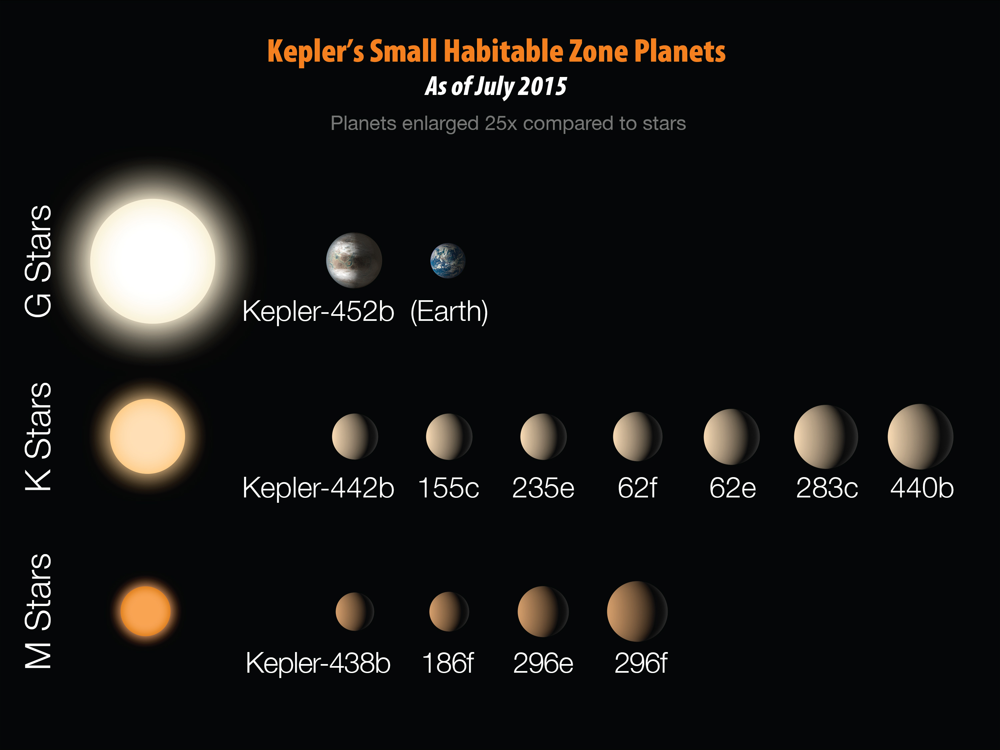 Kepler’s Small Habitable Zone Planets
As of July 2015
Planets enlarged 25x compared to stars
G Stars
Kepler-452b (Earth)
K Stars
Kepler-442b 155c 235e 62f 62e 283c 440b
M Stars
Kepler-438b 186f 296e 296f